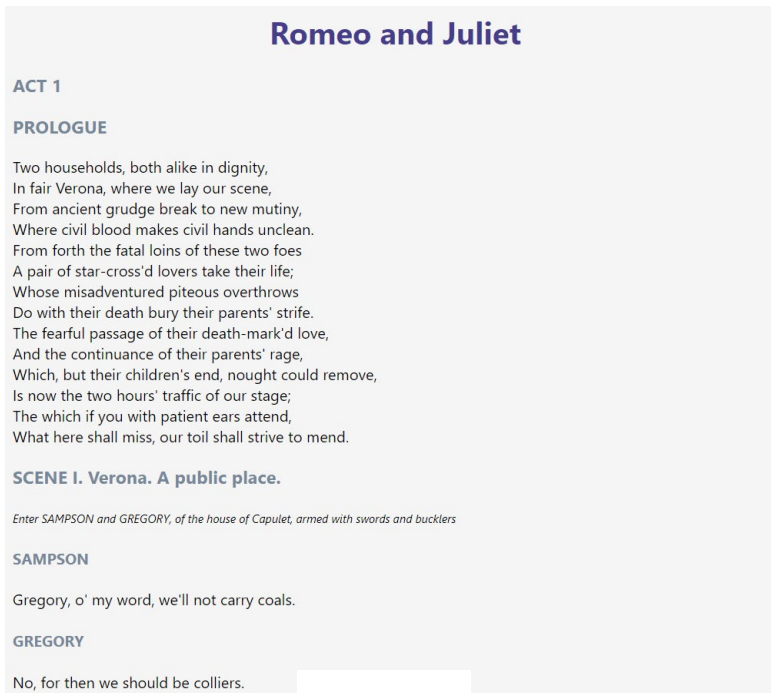 Romeo and Juliet
ACT 1
PROLOGUE
Two households, both alike in dignity,
In fair Verona, where we lay our scene,
From ancient grudge break to new mutiny,
Where civil blood makes civil hands unclean.
From forth the fatal loins of these two foes
A pair of star-cross'd lovers take their life;
Whose misadventured piteous overthrows
Do with their death bury their parents' strife.
The fearful passage of their death-mark'd love,
And the continuance of their parents' rage,
Which, but their children's end, nought could remove,
Is now the two hours' traffic of our stage;
The which if you with patient ears attend,
What here shall miss, our toil shall strive to mend.
SCENE I. Verona. A public place.
Enter SAMPSON and GREGORY, of the house of Capulet, armed with swords and bucklers
SAMPSON
Gregory, o' my word, we'll not carry coals.
GREGORY
No, for then we should be colliers.